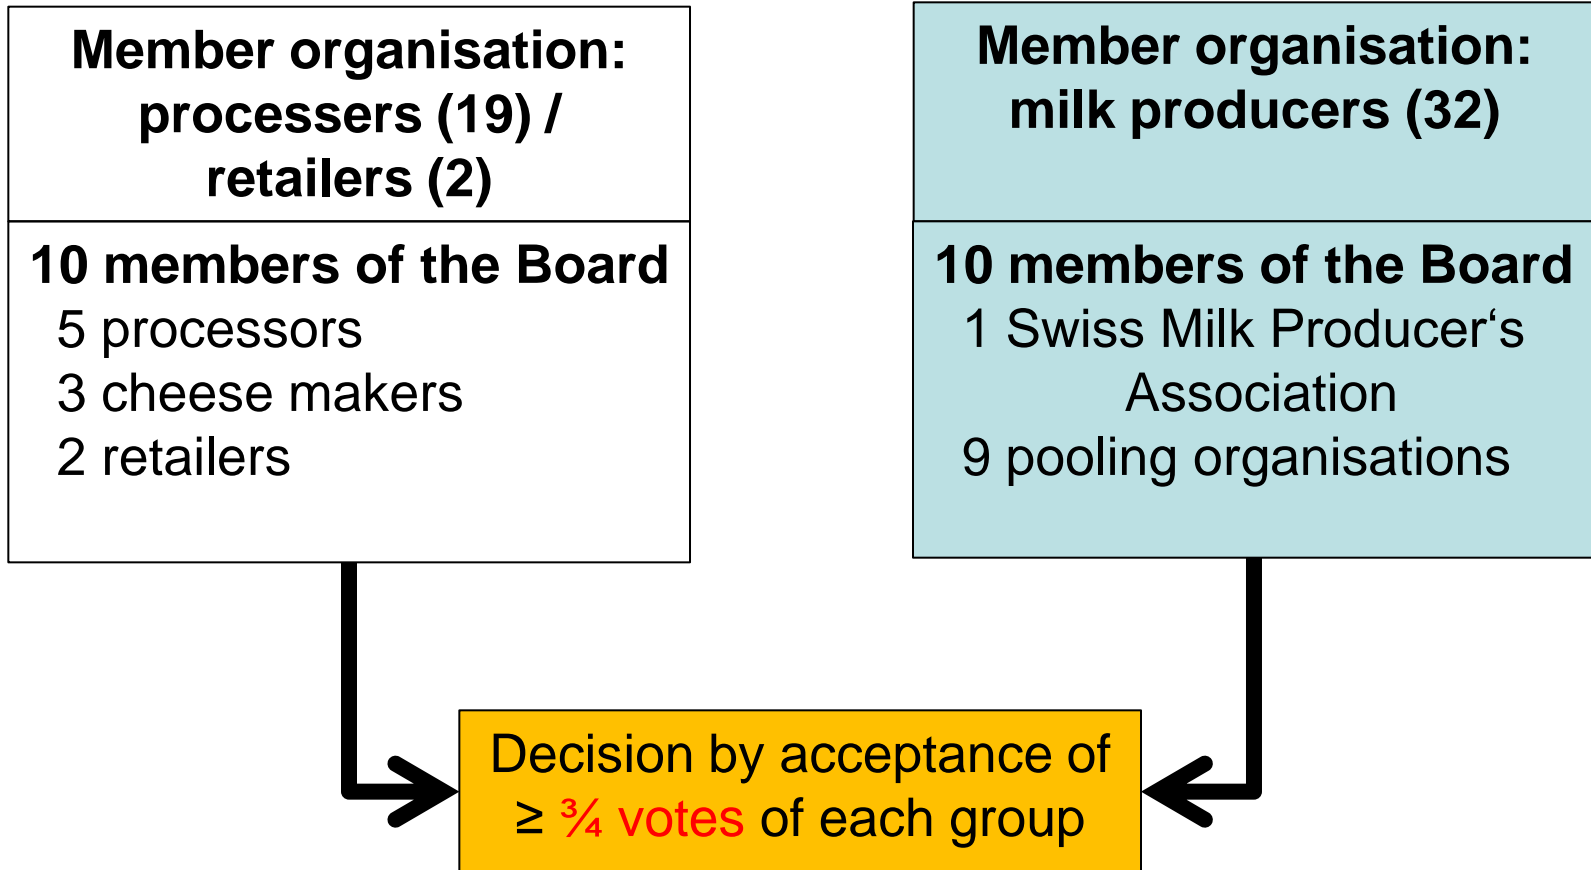 Member organisation:
processers (19) /
retailers (2)
10 members of the Board
5 processors
3 cheese makers
2 retailers
Member organisation:
milk producers (32)
10 members of the Board
1 Swiss Milk Producer‘s
Association
9 pooling organisations
Decision by acceptance of
≥ ¾ votes of each group